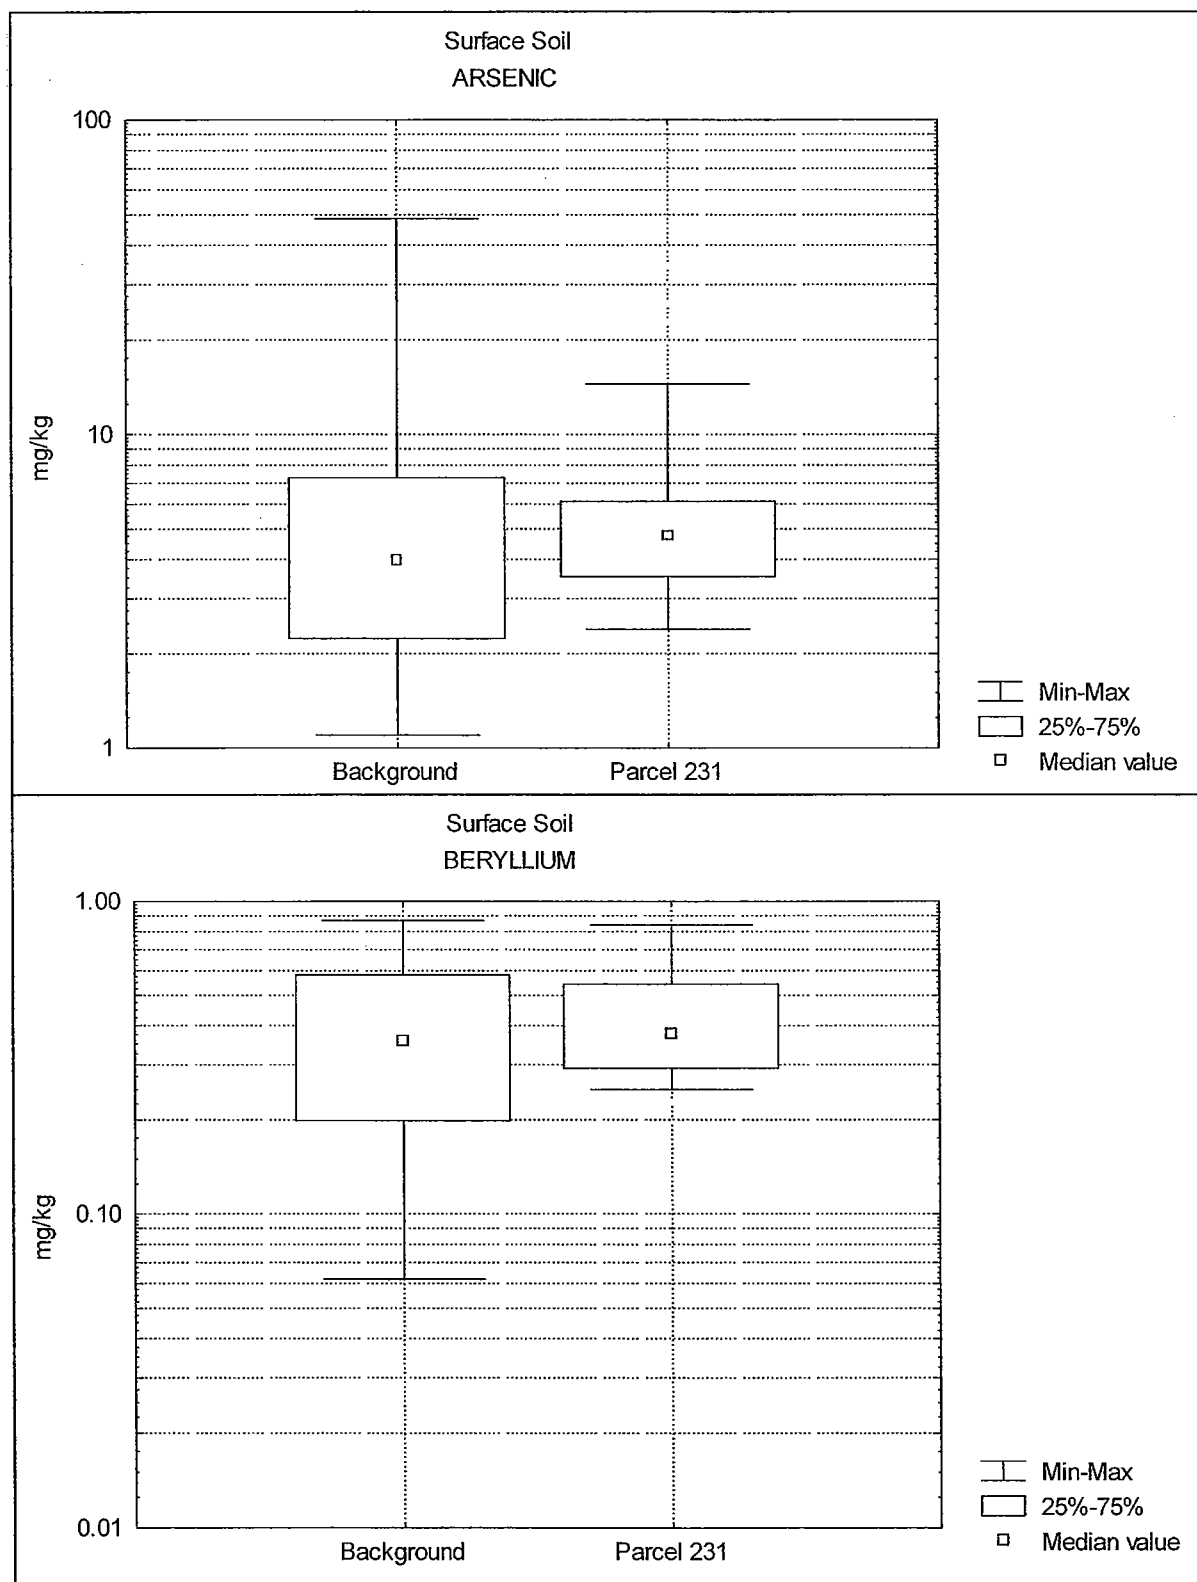 Surface Soil
ARSENIC
100
10
1
mg/kg
Background
Parcel 231
Min-Max
25%-75%
Median value
Surface Soil
BERYLLIUM
1.00
0.10
0.01
mg/kg
Background
Parcel 231
Min-Max
25%-75%
Median value